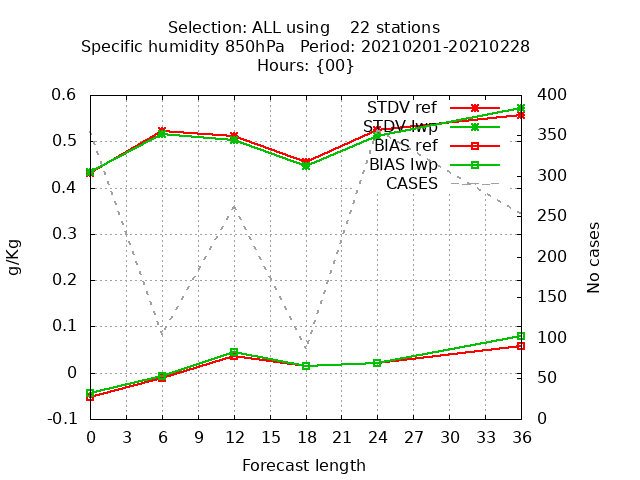 Selection: ALL using    22 stations
Specific humidity 850hPa   Period: 20210201-20210228
Hours: {00}
STDV ref
STDV lwp
BIAS ref
BIAS lwp
CASES
0.6
0.5
0.4
0.3
0.2
0.1
0
-0.1
400
350
300
250
200
150
100
50
0
g/Kg
No cases
0 3 6 9 12 15 18 21 24 27 30 33 36
Forecast length